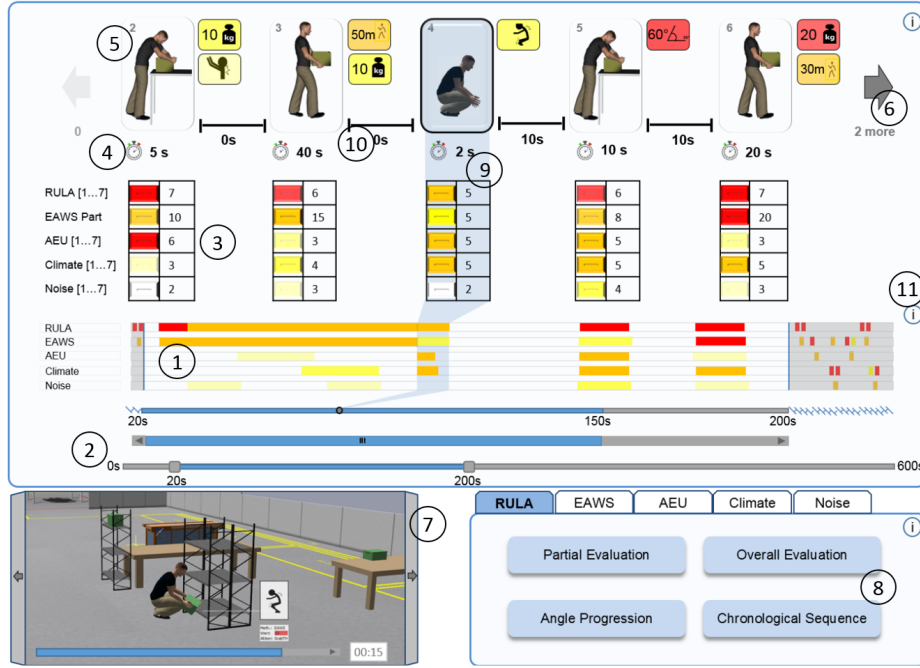 2
3
4
5
6
i
5
10
kg
50m
10
kg
60°
20
kg
30m
0
2 more
6
0s
0s
10s
10s
10
4
5 s
40 s
2 s
10 s
20 s
9
RULA [1...7] 7 6 5 6 7
EAWS Part 10 15 5 8 20
AEU [1...7] 6 3 5 5 3
3
Climate [1...7] 3 4 5 5 5
Noise [1...7] 2 3 2 4 3
11
i
RULA
EAWS
AEU
1
Climate
Noise
20s 150s 200s
2
0s 600s
20s 200s
7
00:15
RULA EAWS AEU Climate Noise
i
Partial Evaluation Overall Evaluation
8
Angle Progression Chronological Sequence